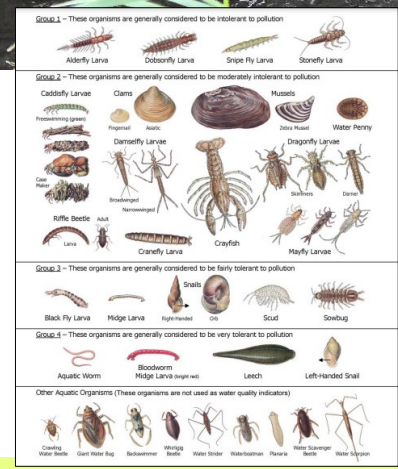 Group 1 – These organisms are generally considered to be intolerant to pollution
Alderfly Larva
Dobsonfly Larva
Snipe Fly Larva
Stonefly Larva
Group 2 – These organisms are generally considered to be moderately intolerant to pollution
Caddisfly Larvae
Clams
Mussels
Freeswimming (green)
Fingernail
Asiatic
Zebra Mussel
Water Penny
Damselfly Larvae
Dragonfly Larvae
Case Maker
Broadwinged
Narrowwinged
Skimmers
Darner
Riffle Beetle
Adult
Larva
Cranefly Larva
Crayfish
Mayfly Larvae
Group 3 – These organisms are generally considered to be fairly tolerant to pollution
Snails
Black Fly Larva
Midge Larva
Right-Handed
Orb
Scud
Sowbug
Group 4 – These organisms are generally considered to be very tolerant to pollution
Aquatic Worm
Bloodworm
Midge Larva (bright red)
Leech
Left-Handed Snail
Other Aquatic Organisms (These organisms are not used as water quality indicators)
Crawling Water Beetle
Giant Water Bug
Backswimmer
Whirligig Beetle
Water Strider
Waterboatman
Planaria
Water Scavenger Beetle
Water Scorpion